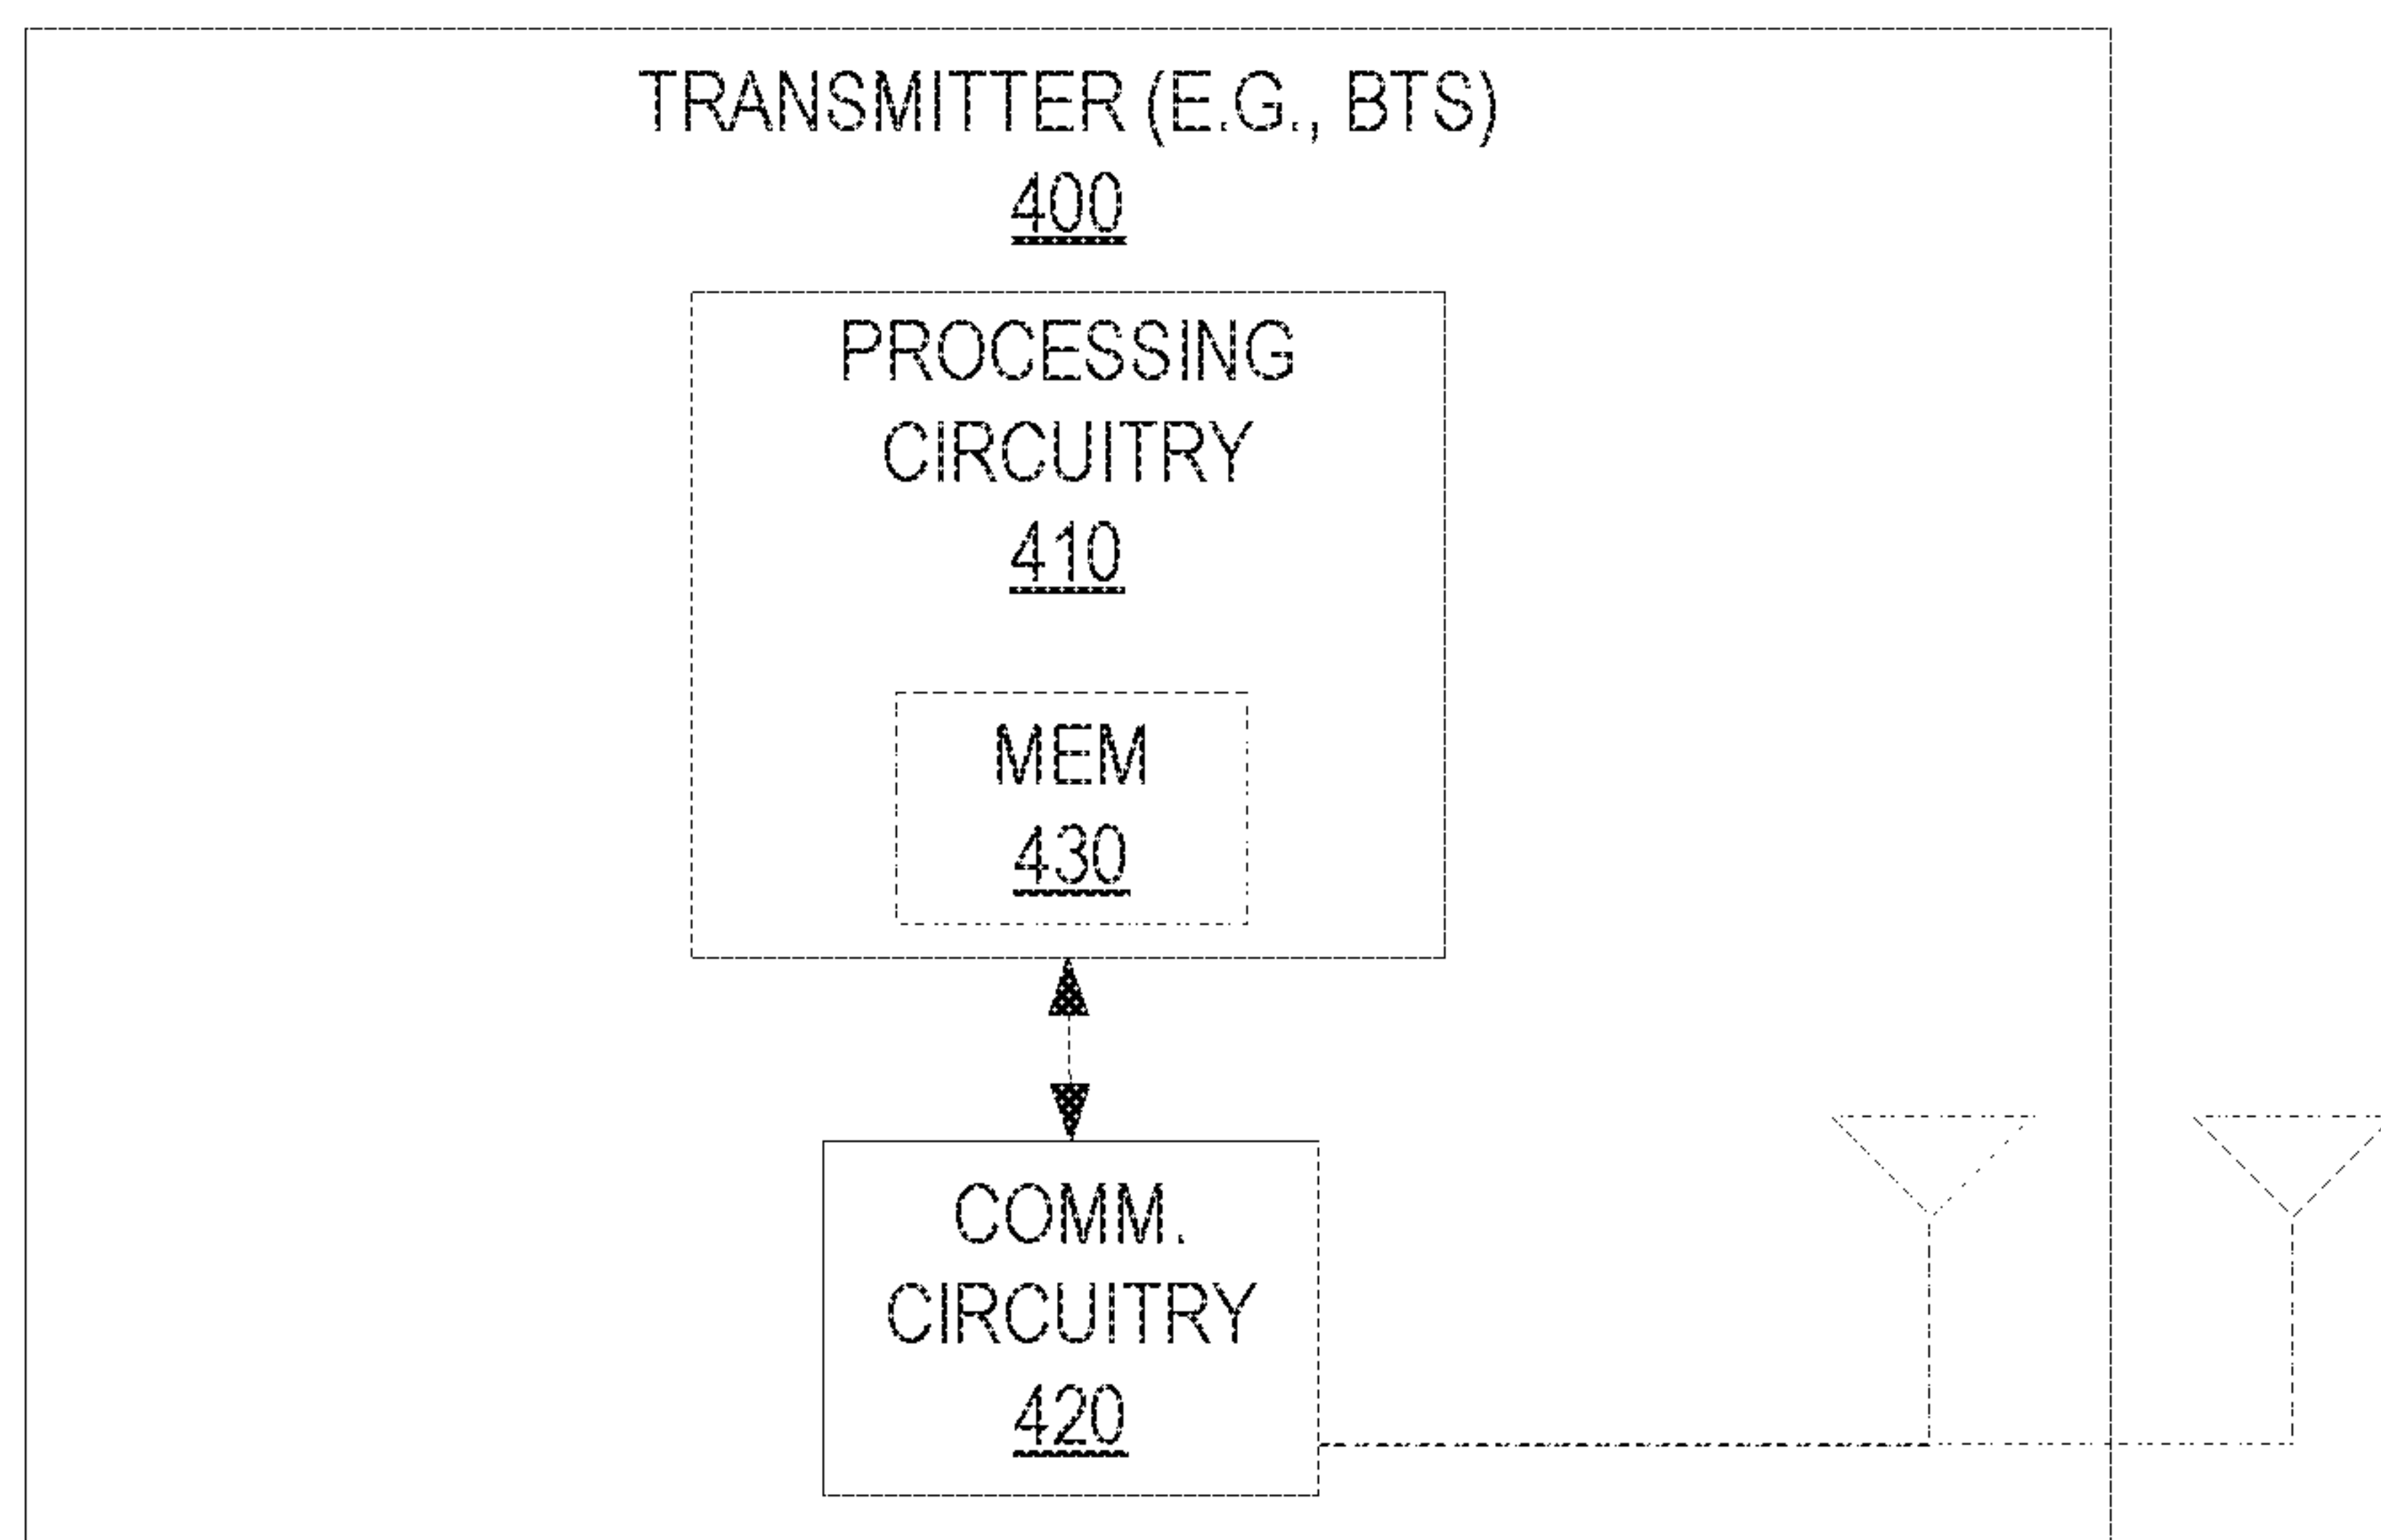 TRANSMITTER (E.G., BTS)
400
PROCESSING
CIRCUITRY
410
MEM
430
COMM.
CIRCUITRY
420